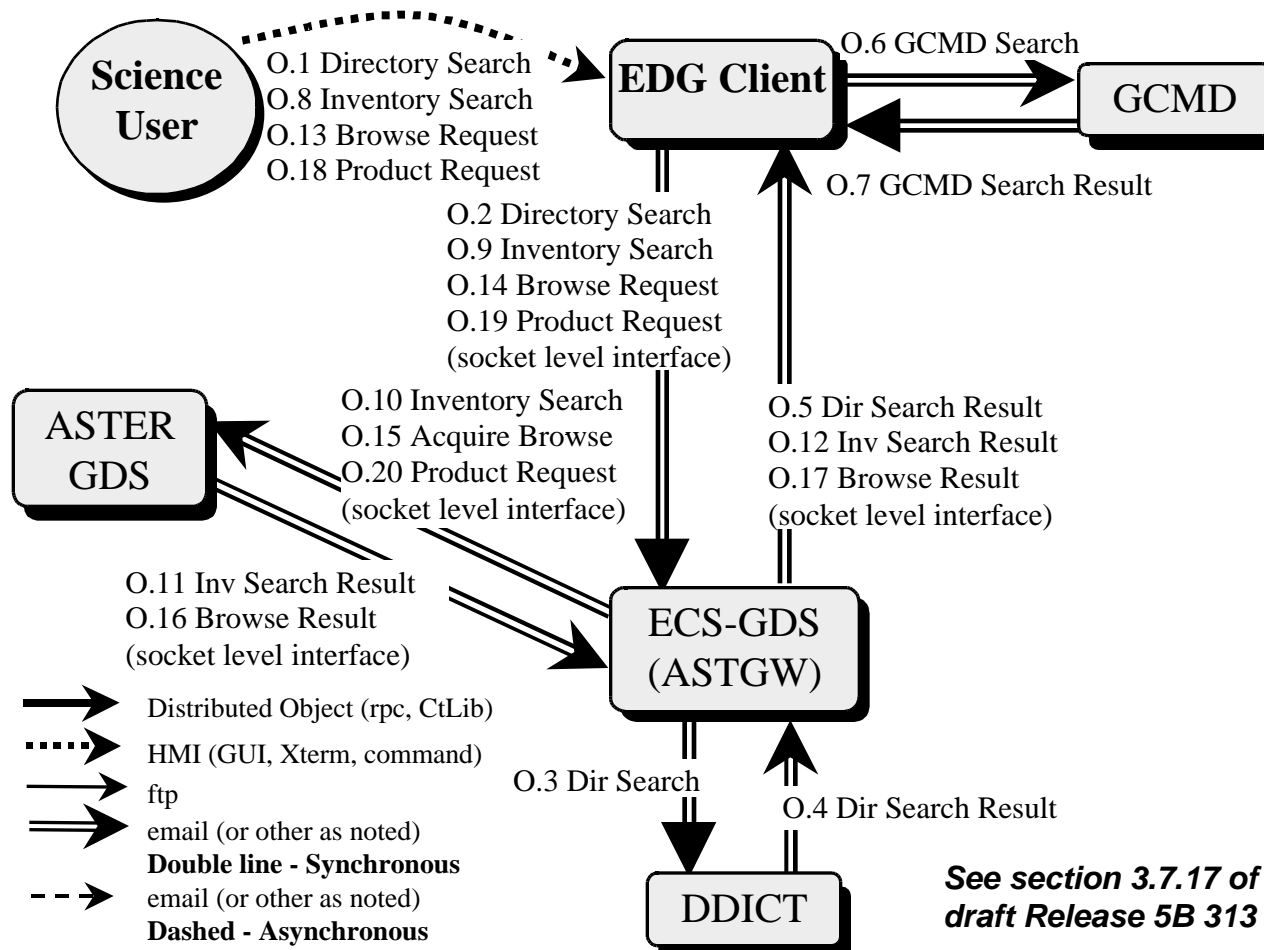 Science
User
O.1 Directory Search
O.8 Inventory Search
O.13 Browse Request
O.18 Product Request
EDG Client
O.6 GCMD Search
GCMD
O.7 GCMD Search Result
O.2 Directory Search
O.9 Inventory Search
O.14 Browse Request
O.19 Product Request
(socket level interface)
ASTER
GDS
O.10 Inventory Search
O.15 Acquire Browse
O.20 Product Request
(socket level interface)
O.5 Dir Search Result
O.12 Inv Search Result
O.17 Browse Result
(socket level interface)
O.11 Inv Search Result
O.16 Browse Result
(socket level interface)
ECS-GDS
(ASTGW)
Distributed Object (rpc, CtLib)
HMI (GUI, Xterm, command)
ftp
email (or other as noted)
Double line - Synchronous
email (or other as noted)
Dashed - Asynchronous
O.3 Dir Search
O.4 Dir Search Result
DDICT
See section 3.7.17 of
draft Release 5B 313